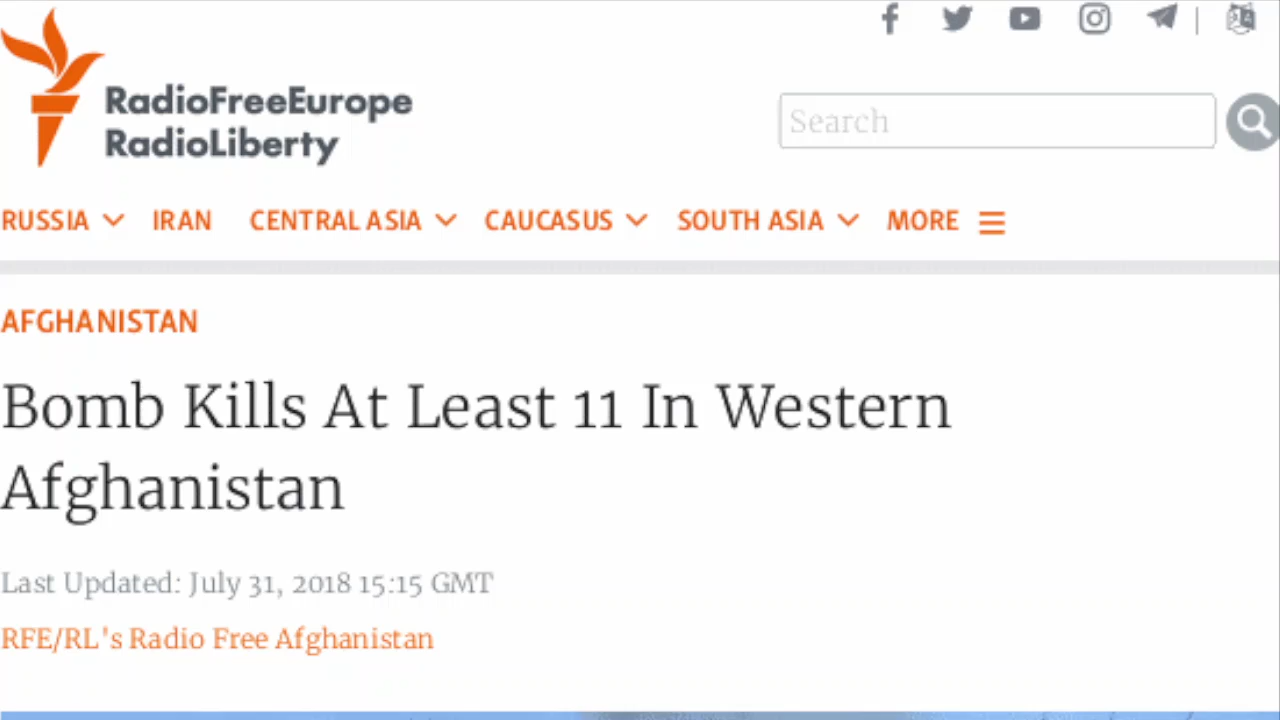 RadioFreeEurope
RadioLiberty
Search
RUSSIA IRAN CENTRAL ASIA CAUCASUS SOUTH ASIA MORE
AFGHANISTAN
Bomb Kills At Least 11 In Western
Afghanistan
Last Updated: July 31, 2018 15:15 GMT
RFE/RL's Radio Free Afghanistan